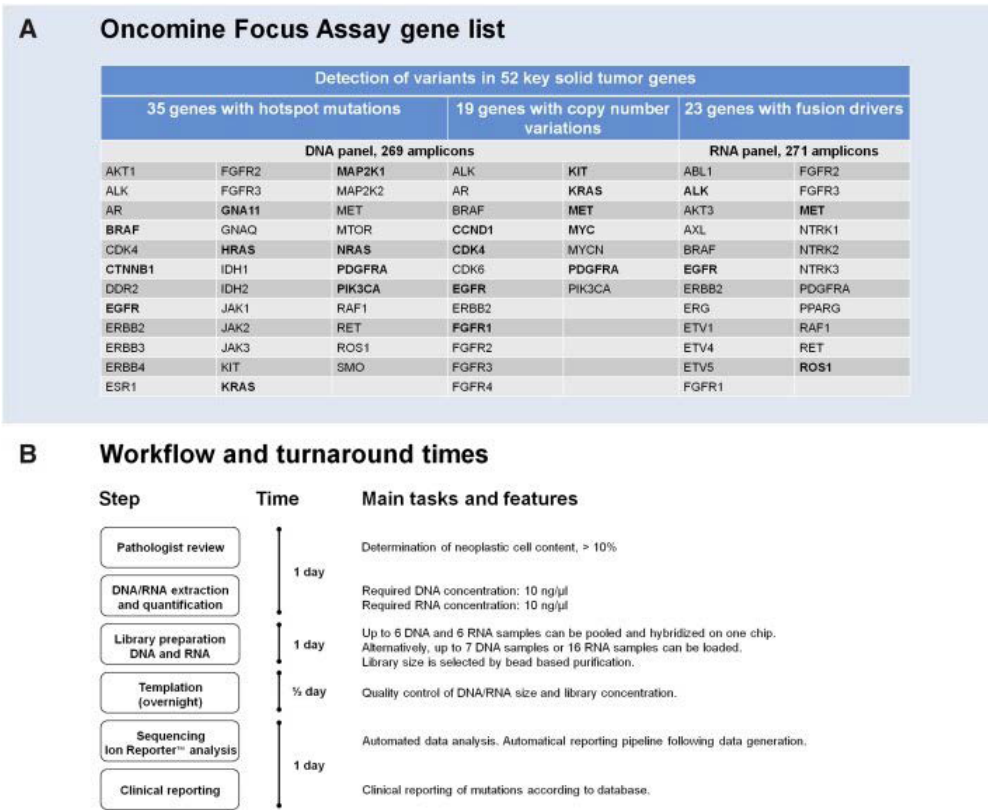 A Oncomine Focus Assay gene list
Detection of variants in 52 key solid tumor genes
35 genes with hotspot mutations 19 genes with copy number variations 23 genes with fusion drivers
DNA panel, 269 amplicons RNA panel, 271 amplicons
AKT1 FGFR2 MAP2K1 ALK KIT ABL1 FGFR2
ALK FGFR3 MAP2K2 AR KRAS ALK FGFR3
AR GNA11 MET BRAF MET AKT3 MET
BRAF GNAQ MTOR CCND1 MYC AXL NTRK1
CDK4 HRAS NRAS CDK4 MYCN BRAF NTRK2
CTNNB1 IDH1 PDGFRA CDK6 PDGFRA EGFR NTRK3
DDR2 IDH2 PIK3CA EGFR PIK3CA ERBB2 PDGFRA
EGFR JAK1 RAF1 ERBB2 ERG PPARG
ERBB2 JAK2 RET FGFR1 ETV1 RAF1
ERBB3 JAK3 ROS1 FGFR2 ETV4 RET
ERBB4 KIT SMO FGFR3 ETV5 ROS1
ESR1 KRAS FGFR4 FGFR1
B Workflow and turnaround times
Step Time Main tasks and features
Pathologist review
Determination of neoplastic cell content, > 10%
1 day
DNA/RNA extraction
and quantification
Required DNA concentration: 10 ng/µl
Required RNA concentration: 10 ng/µl
Library preparation
DNA and RNA
1 day
Up to 6 DNA and 6 RNA samples can be pooled and hybridized on one chip.
Alternatively, up to 7 DNA samples or 16 RNA samples can be loaded.
Library size is selected by bead based purification.
Templation
(overnight)
½ day
Quality control of DNA/RNA size and library concentration.
Sequencing
Ion Reporter™ analysis
Automated data analysis. Automatical reporting pipeline following data generation.
1 day
Clinical reporting
Clinical reporting of mutations according to database.